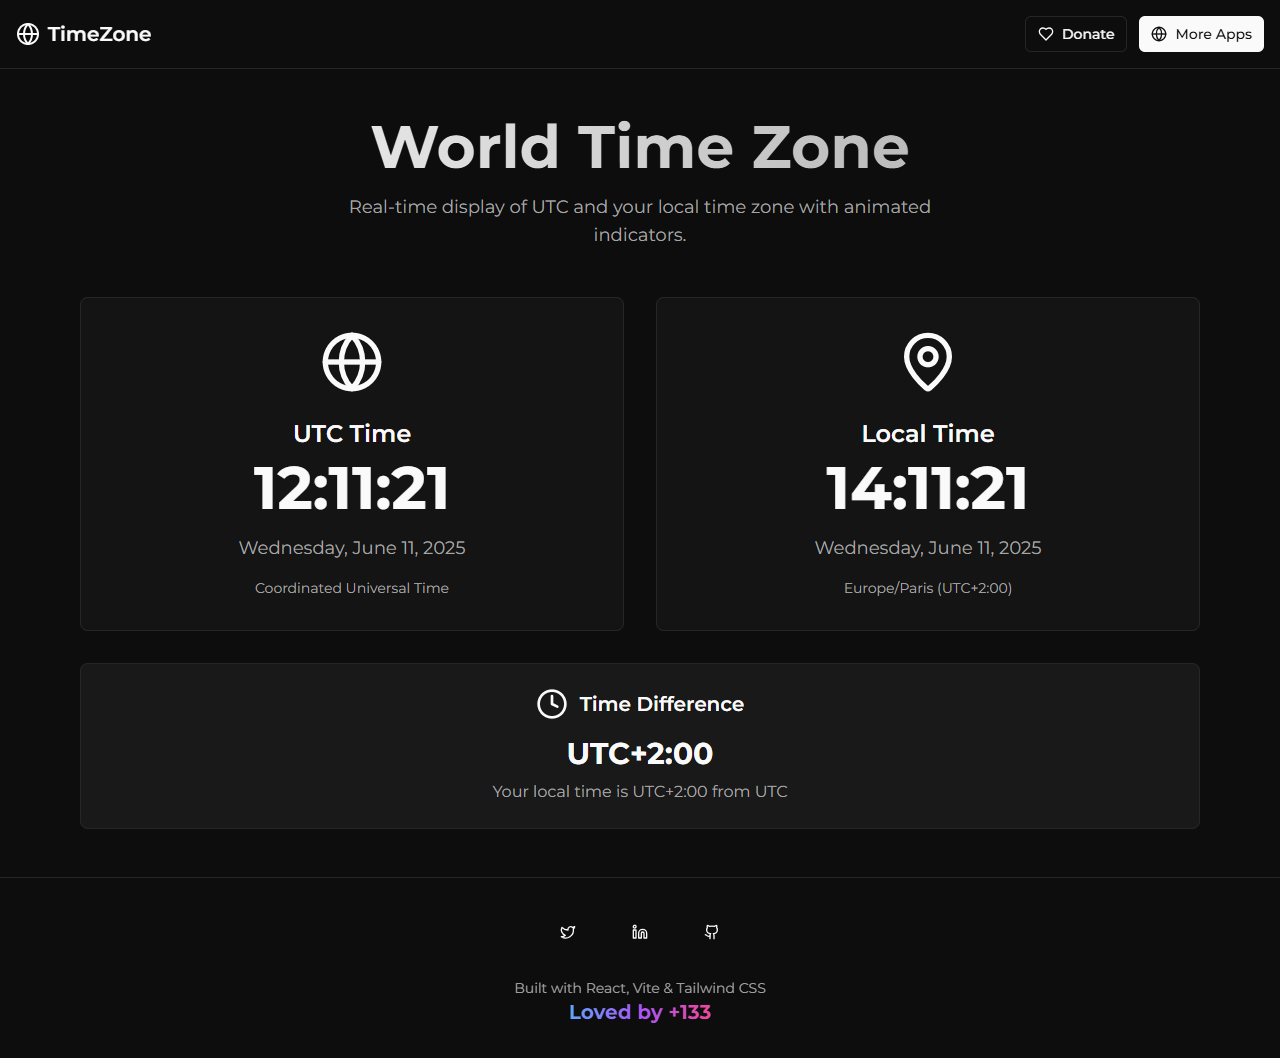 TimeZone
Donate
More Apps
World Time Zone
Real-time display of UTC and your local time zone with animated
indicators.
UTC Time
12:11:21
Wednesday, June 11, 2025
Coordinated Universal Time
Local Time
14:11:21
Wednesday, June 11, 2025
Europe/Paris (UTC+2:00)
Time Difference
UTC+2:00
Your local time is UTC+2:00 from UTC
Built with React, Vite & Tailwind CSS
Loved by +133